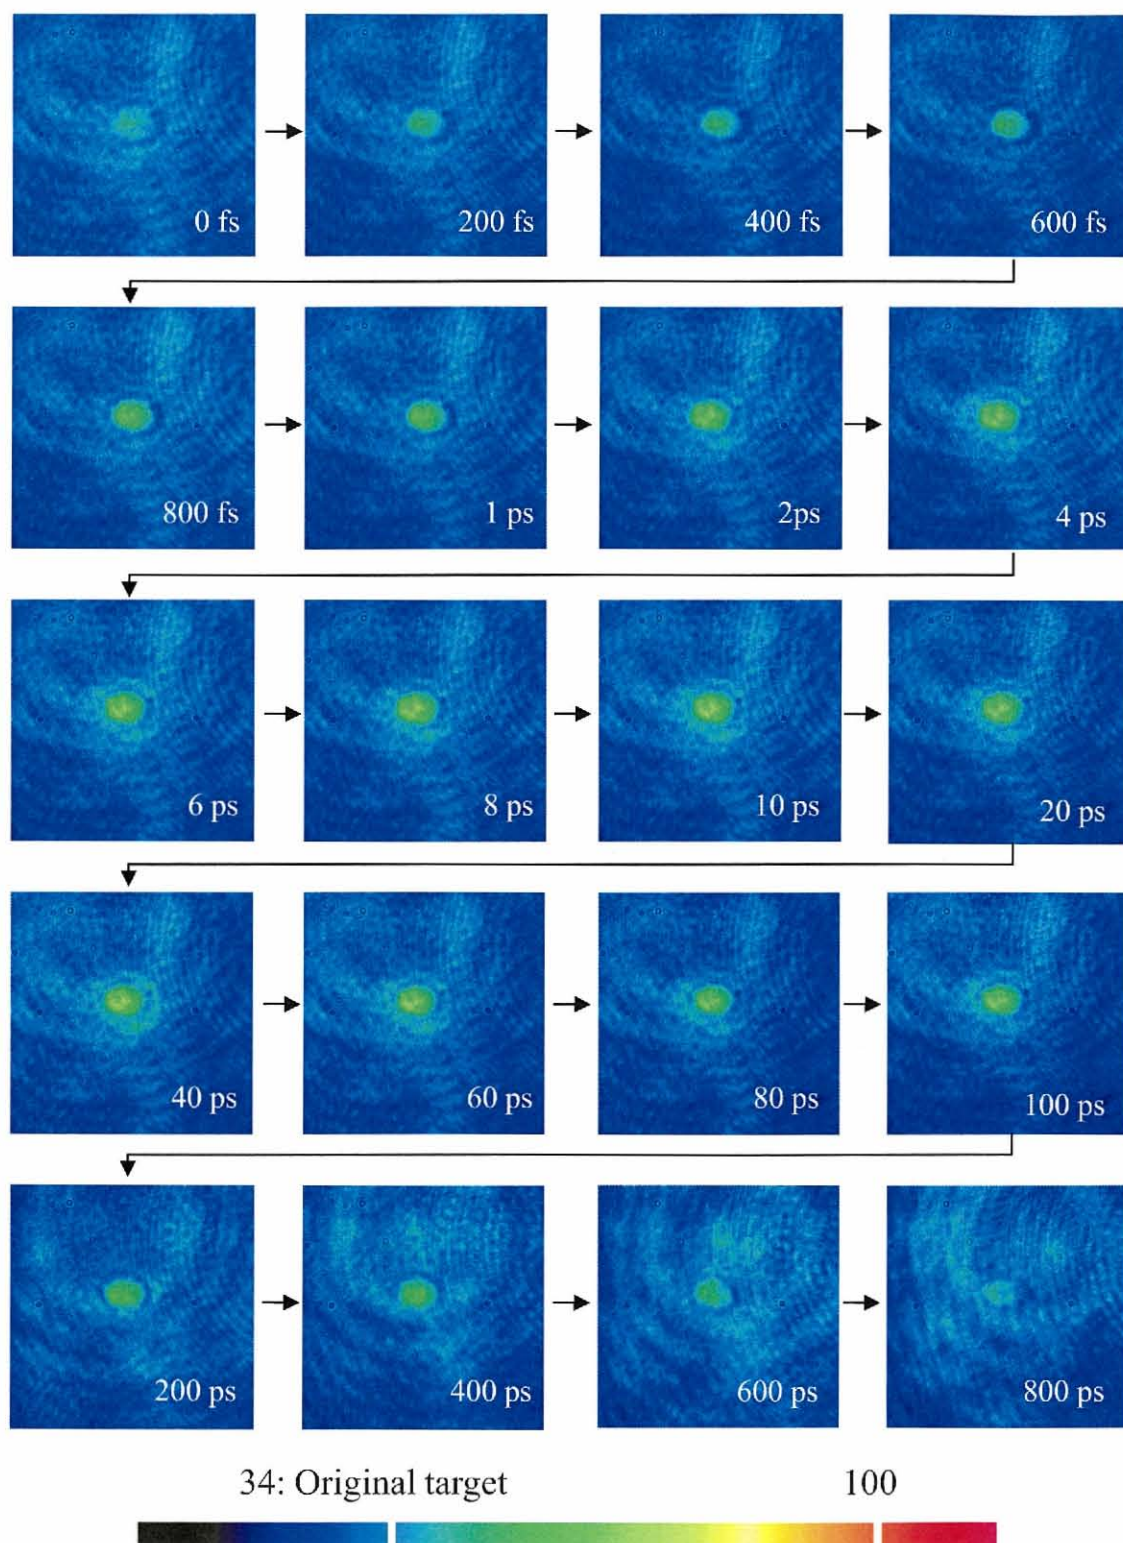 0 fs
200 fs
400 fs
600 fs
800 fs
1 ps
2ps
4 ps
6 ps
8 ps
10 ps
20 ps
40 ps
60 ps
80 ps
100 ps
200 ps
400 ps
600 ps
800 ps
34: Original target
100